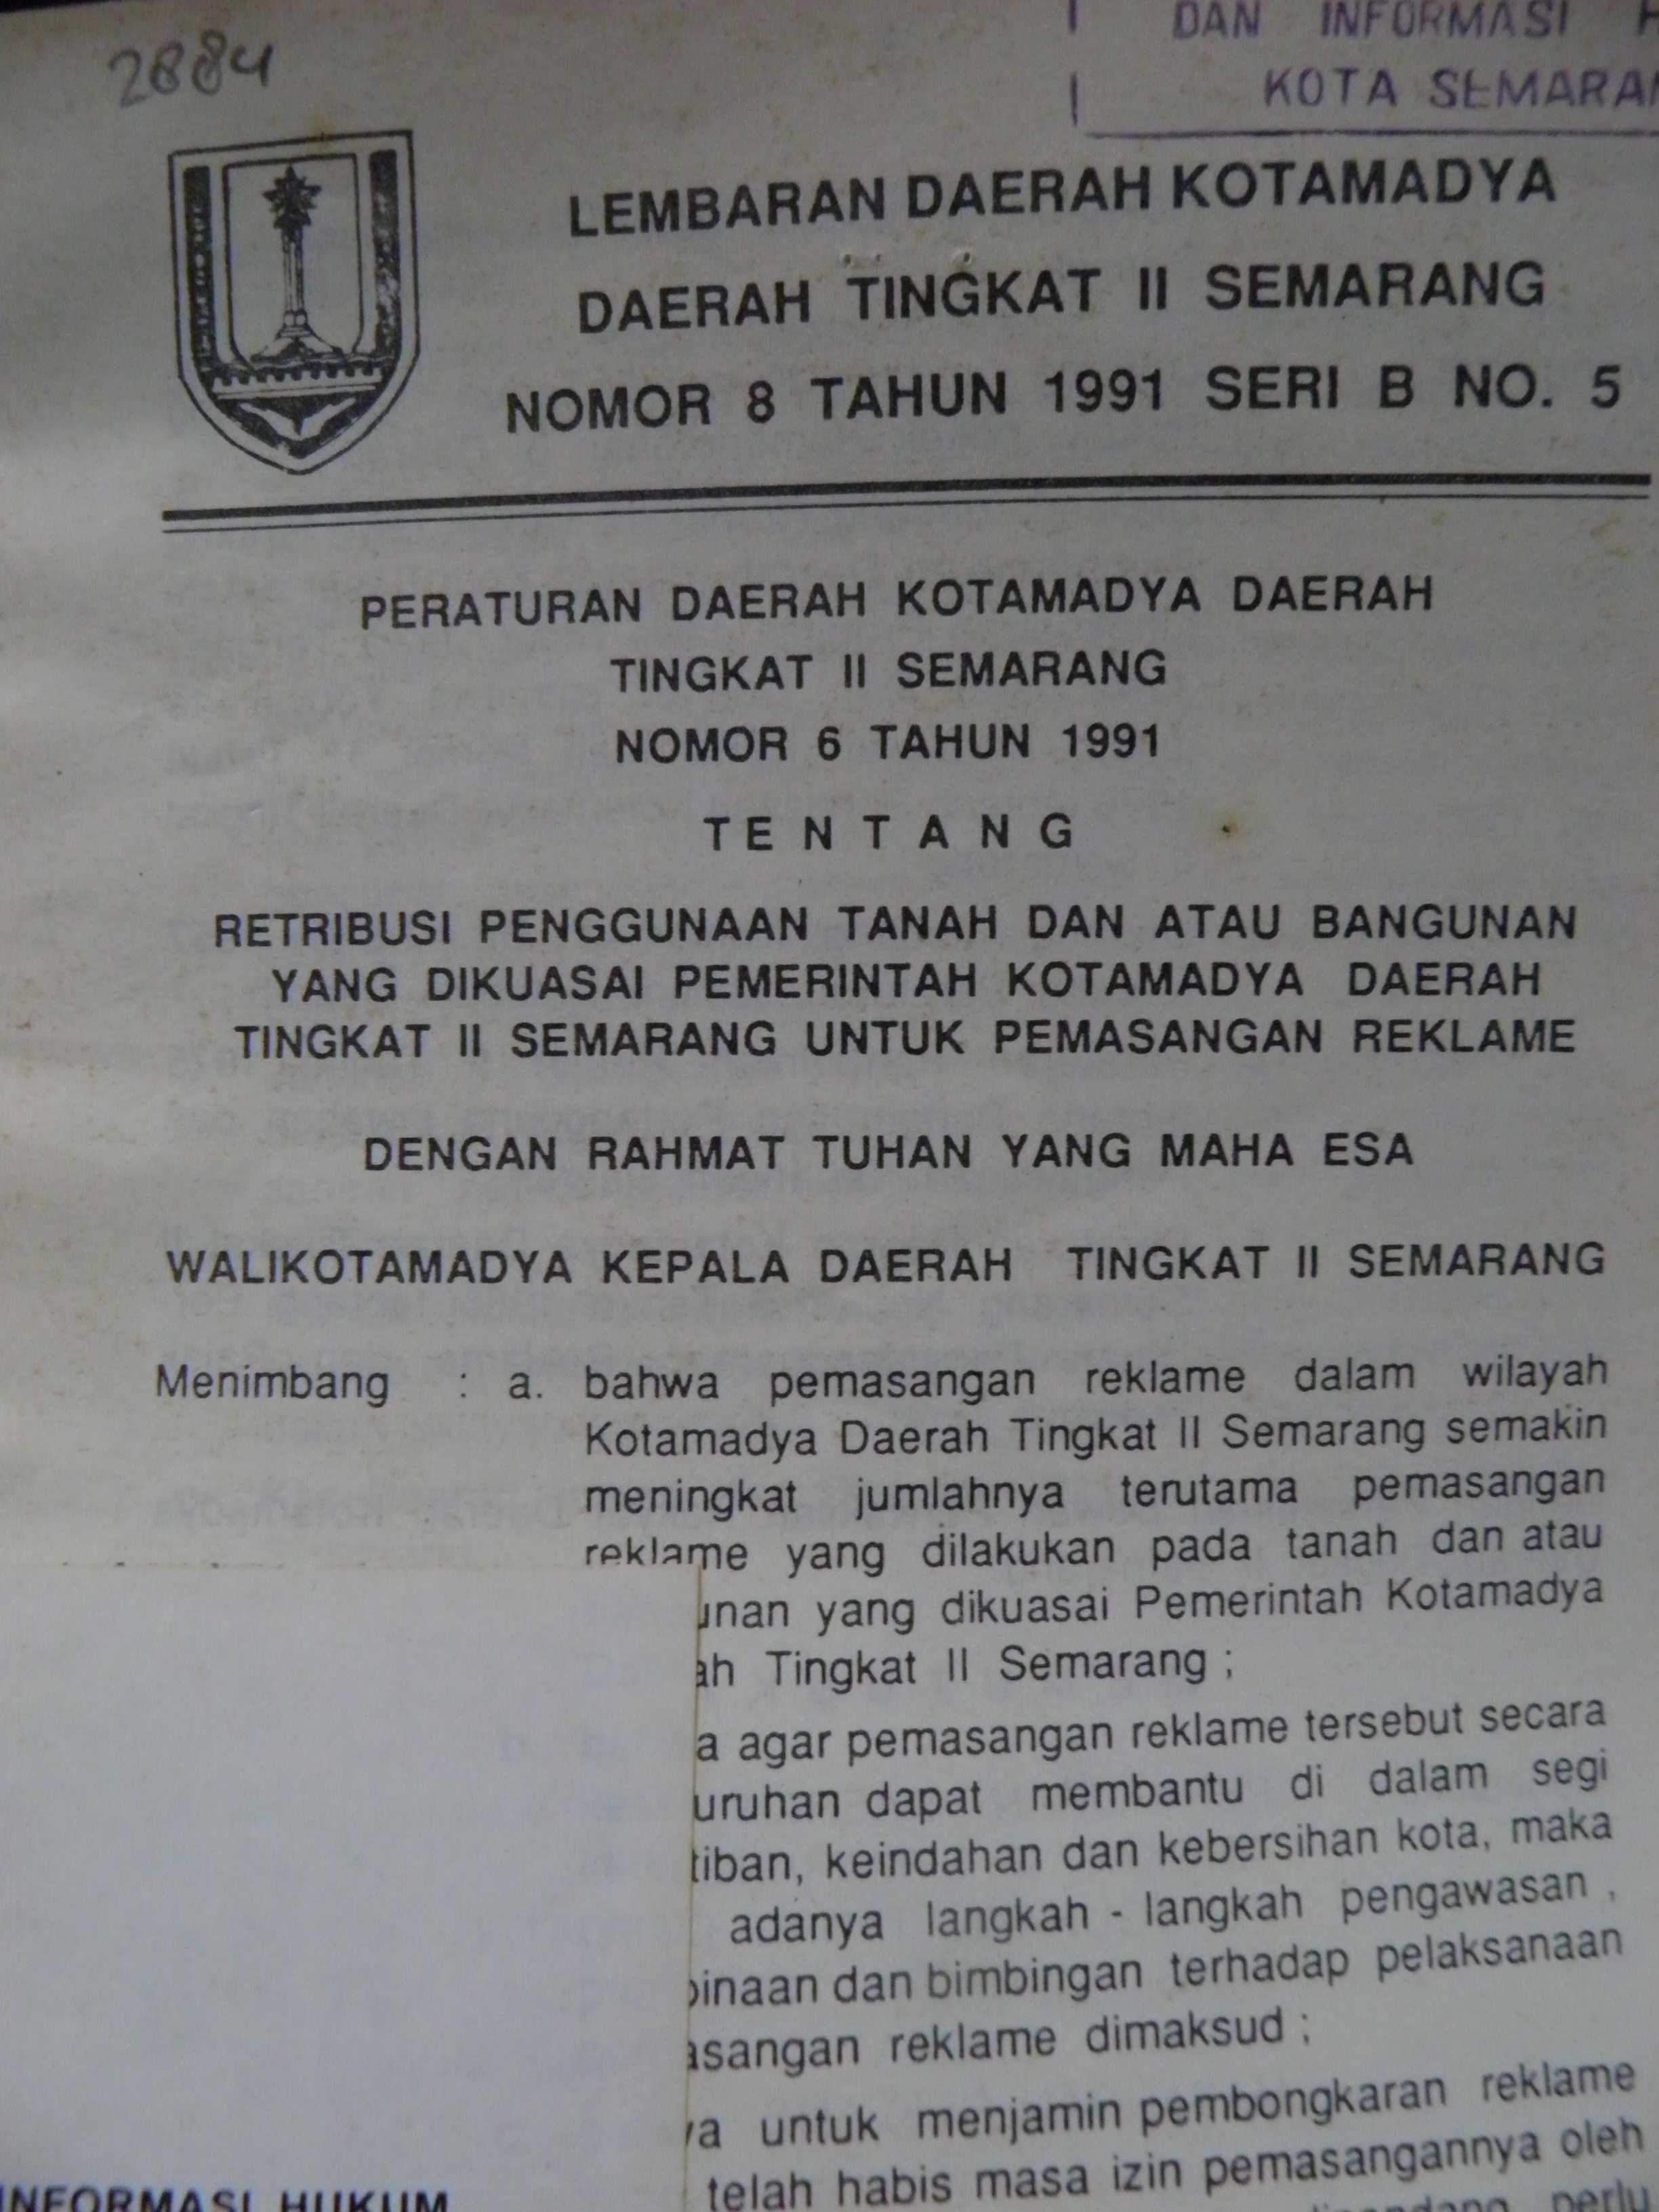 2884
DAN INFORMASI
KOTA SEMARAN
LEMBARAN DAERAH KOTAMADYA
DAERAH TINGKAT II SEMARANG
NOMOR 8 TAHUN 1991 SERI B NO. 5
PERATURAN DAERAH KOTAMADYA DAERAH
TINGKAT II SEMARANG
NOMOR 6 TAHUN 1991
T E N T A N G
RETRIBUSI PENGGUNAAN TANAH DAN ATAU BANGUNAN
YANG DIKUASAI PEMERINTAH KOTAMADYA DAERAH
TINGKAT II SEMARANG UNTUK PEMASANGAN REKLAME
DENGAN RAHMAT TUHAN YANG MAHA ESA
WALIKOTAMADYA KEPALA DAERAH TINGKAT II SEMARANG
Menimbang : a. bahwa pemasangan reklame dalam wilayah
Kotamadya Daerah Tingkat II Semarang semakin
meningkat jumlahnya terutama pemasangan
reklame yang dilakukan pada tanah dan atau
unan yang dikuasai Pemerintah Kotamadya
ah Tingkat II Semarang ;
a agar pemasangan reklame tersebut secara
uruhan dapat membantu di dalam segi
tiban, keindahan dan kebersihan kota, maka
adanya langkah - langkah pengawasan ,
inaan dan bimbingan terhadap pelaksanaan
asangan reklame dimaksud ;
a untuk menjamin pembongkaran reklame
telah habis masa izin pemasangannya oleh
perlu
INFORMASI HUKUM